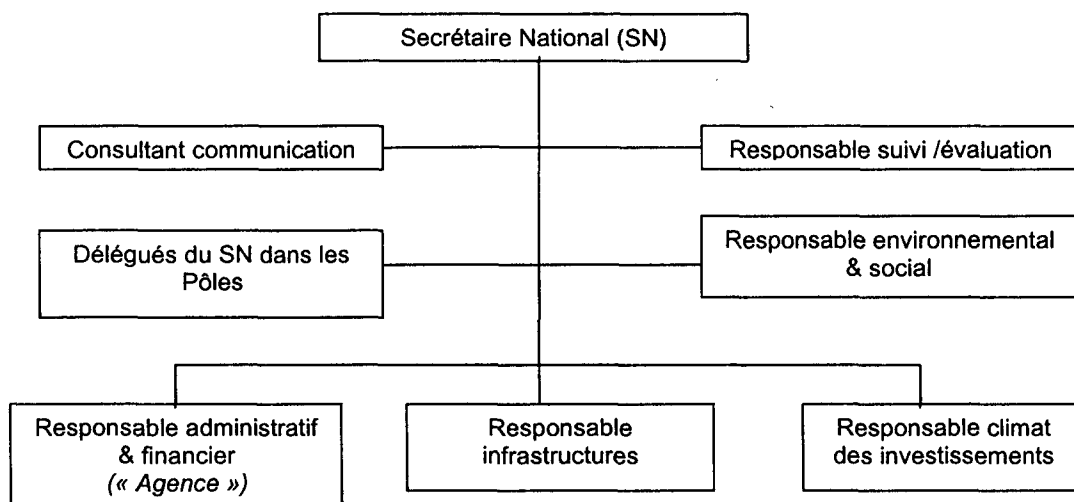 Secrétaire National (SN)
Consultant communication
Responsable suivi /évaluation
Délégués du SN dans les
Pôles
Responsable environnemental
& social
Responsable administratif
& financier
(« Agence »)
Responsable
infrastructures
Responsable climat
des investissements